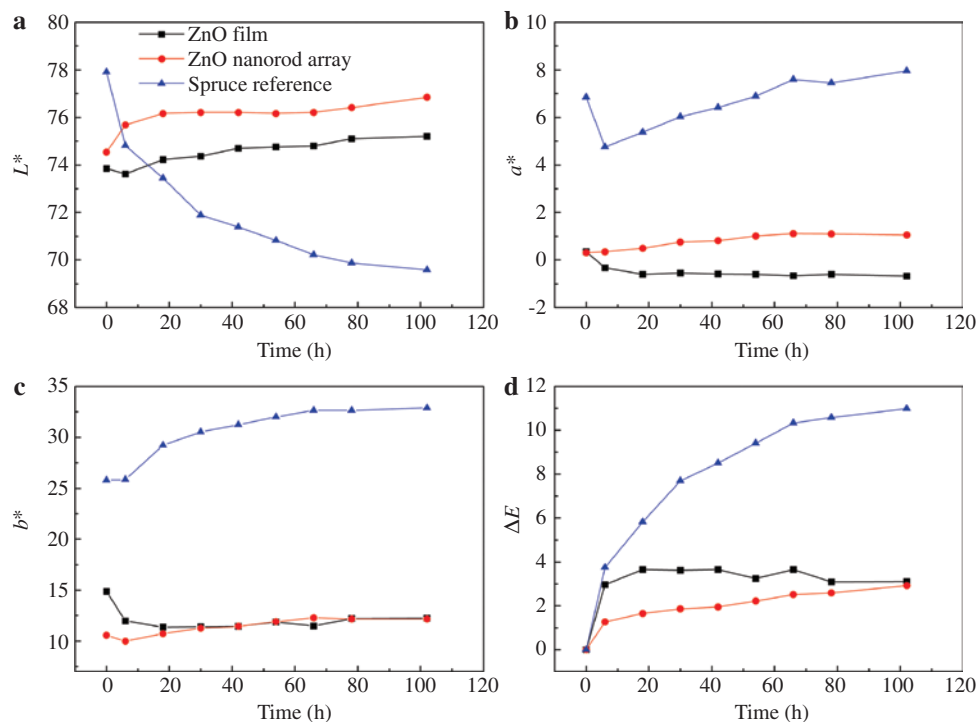 a
80
78
76
74
72
70
68
L*
ZnO film
ZnO nanorod array
Spruce reference
0 20 40 60 80 100 120
Time (h)
10
8
6
4
2
0
-2
a*
0 20 40 60 80 100 120
Time (h)
c
35
30
25
20
15
10
b*
0 20 40 60 80 100 120
Time (h)
d
12
10
8
6
4
2
0
ΔE
0 20 40 60 80 100 120
Time (h)
b